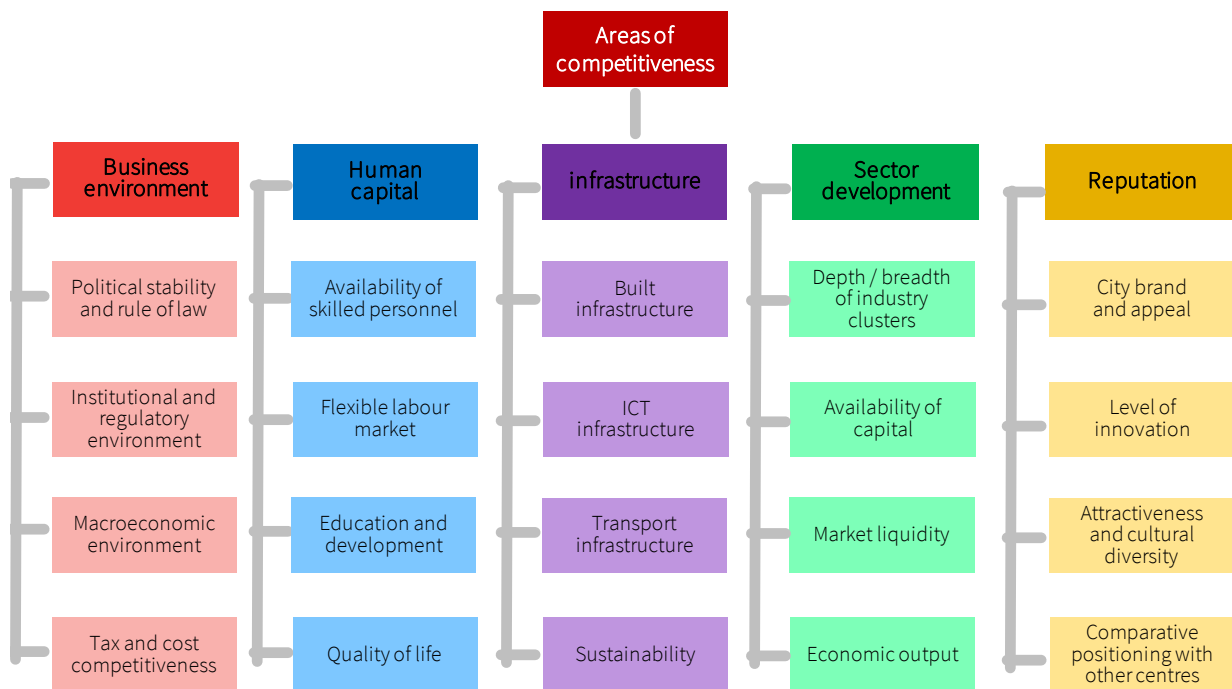 Areas of
competitiveness
Business
environment
Human
capital
infrastructure
Sector
development
Reputation
Political stability
and rule of law
Availability of
skilled personnel
Built
infrastructure
Depth / breadth
of industry
clusters
City brand
and appeal
Institutional and
regulatory
environment
Flexible labour
market
ICT
infrastructure
Availability of
capital
Level of
innovation
Macroeconomic
environment
Education and
development
Transport
infrastructure
Market liquidity
Attractiveness
and cultural
diversity
Tax and cost
competitiveness
Quality of life
Sustainability
Economic output
Comparative
positioning with
other centres